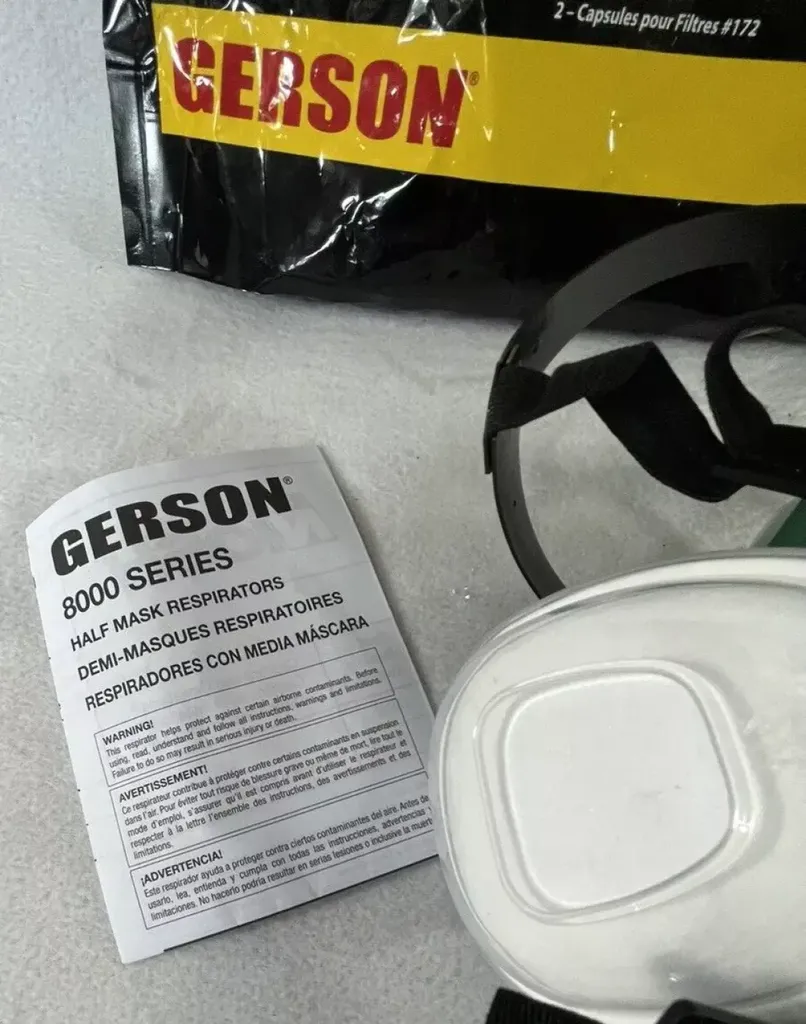 2 – Capsules pour Filtres #172
GERSON®
GERSON®
8000 SERIES
HALF MASK RESPIRATORS
DEMI-MASQUES RESPIRATOIRES
RESPIRADORES CON MEDIA MÁSCARA
WARNING!
This respirator helps protect against certain airborne contaminants. Before
using, read, understand and follow all instructions, warnings and limitations.
Failure to do so may result in serious injury or death.
AVERTISSEMENT!
Ce respirateur contribue à protéger contre certains contaminants en suspension
dans l'air. Pour éviter tout risque de blessure grave ou même de mort, lire tout le
mode d'emploi, s'assurer qu'il est compris avant d'utiliser le respirateur et
respecter à la lettre l'ensemble des instructions, des avertissements et des
limitations.
¡ADVERTENCIA!
Este respirador ayuda a proteger contra ciertos contaminantes del aire. Antes de
usarlo, lea, entienda y cumpla con todas las instrucciones, advertencias y
limitaciones. No hacerlo podría resultar en serias lesiones o inclusive la muert